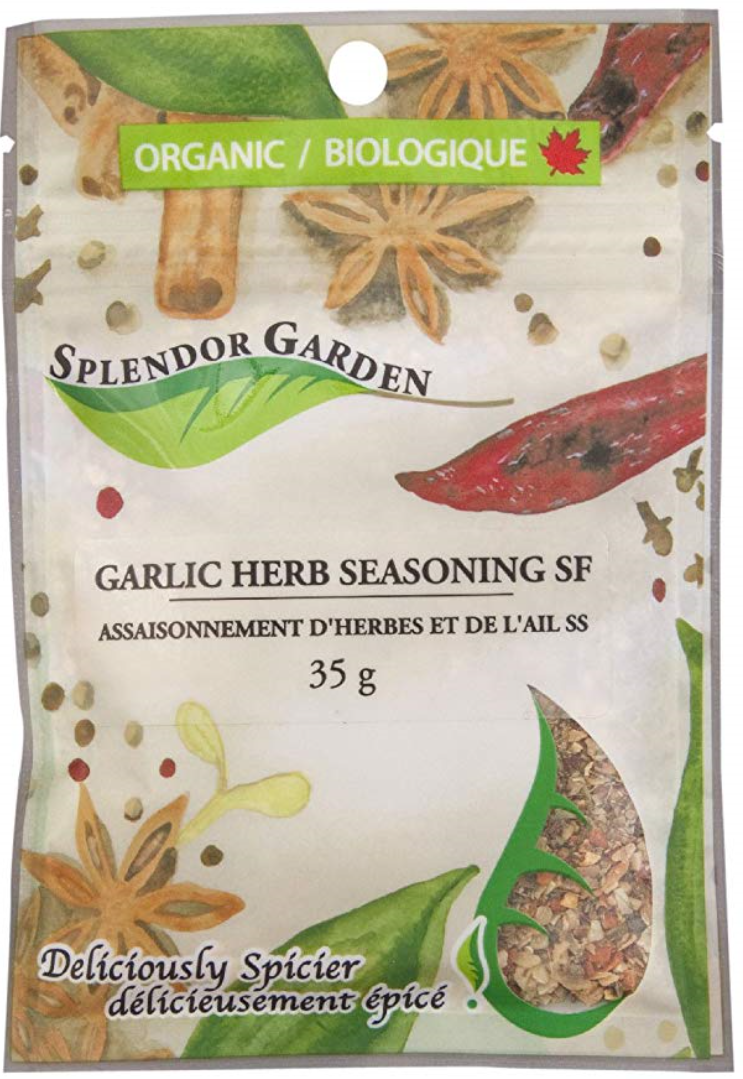 ORGANIC / BIOLOGIQUE
SPLENDOR GARDEN
GARLIC HERB SEASONING SF
ASSAISONNEMENT D'HERBES ET DE L'AIL SS
35 g
Deliciously Spicier
délicieusement épicé